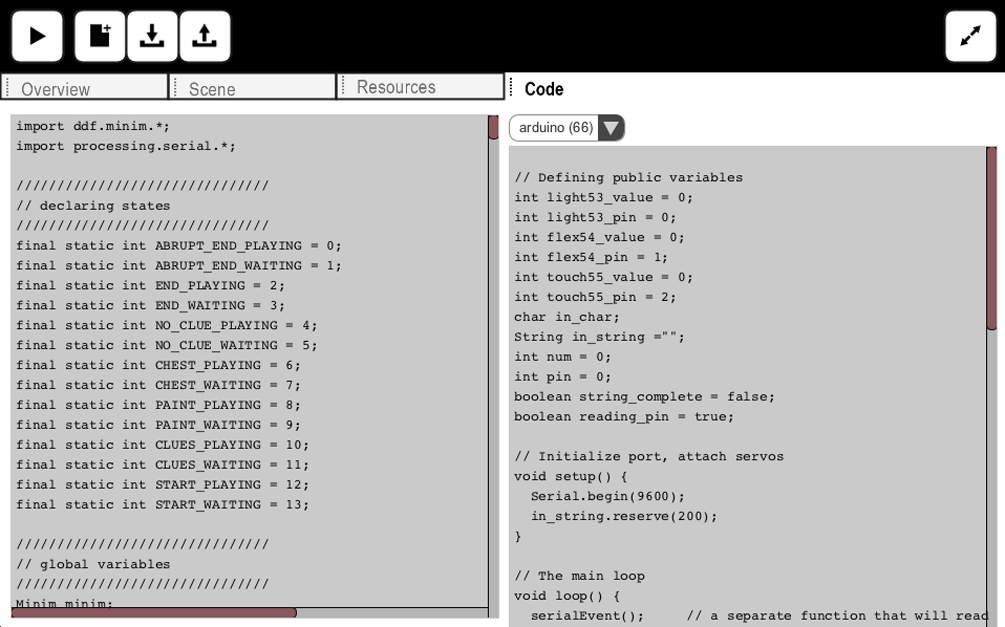 Overview
Scene
Resources
Code
import ddf.minim.*;
import processing.serial.*;
///////////////////////////////
// declaring states
///////////////////////////////
final static int ABRUPT_END_PLAYING = 0;
final static int ABRUPT_END_WAITING = 1;
final static int END_PLAYING = 2;
final static int END_WAITING = 3;
final static int NO_CLUE_PLAYING = 4;
final static int NO_CLUE_WAITING = 5;
final static int CHEST_PLAYING = 6;
final static int CHEST_WAITING = 7;
final static int PAINT_PLAYING = 8;
final static int PAINT_WAITING = 9;
final static int CLUES_PLAYING = 10;
final static int CLUES_WAITING = 11;
final static int START_PLAYING = 12;
final static int START_WAITING = 13;
///////////////////////////////
// global variables
///////////////////////////////
Minim minim;
arduino (66)
// Defining public variables
int light53_value = 0;
int light53_pin = 0;
int flex54_value = 0;
int flex54_pin = 1;
int touch55_value = 0;
int touch55_pin = 2;
char in_char;
String in_string ="";
int num = 0;
int pin = 0;
boolean string_complete = false;
boolean reading_pin = true;
// Initialize port, attach servos
void setup() {
Serial.begin(9600);
in_string.reserve(200);
}
// The main loop
void loop() {
serialEvent(); // a separate function that will read